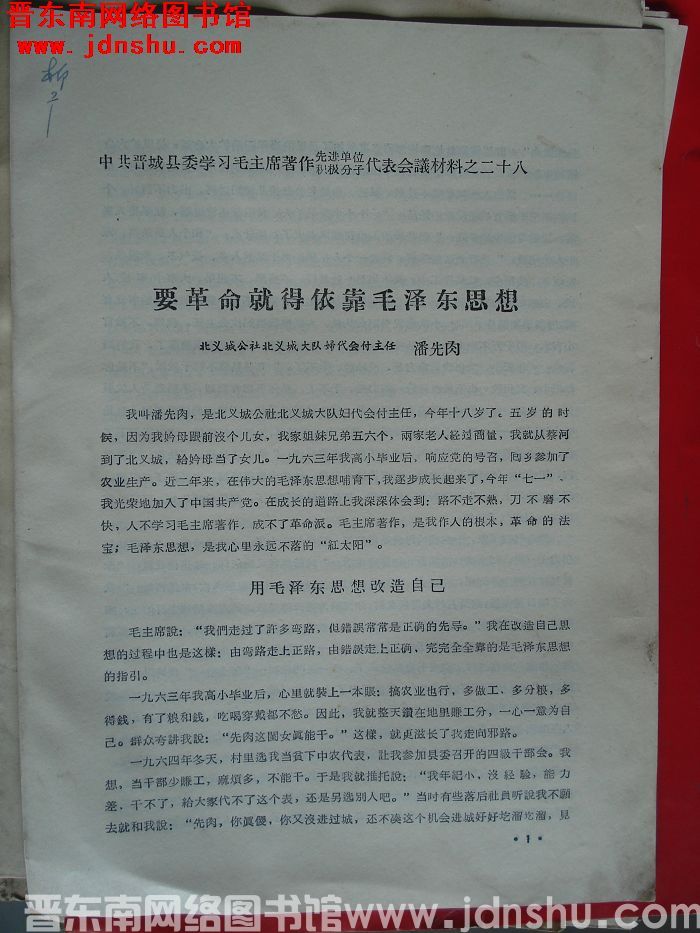 晋东南网络书店
www.jdnshu.com
中共晋城县委学习毛主席著作先进单位积极分子代表会議材料之二十八
要革命就得依靠毛泽东思想
北义城公社北义城大队婦代会付主任 潘先肉
我叫潘先肉，是北义城公社北义城大队妇代会付主任，今年十八岁了。五岁的时
候，因为我妗母跟前沒个儿女，我家姐妹兄弟五六个，兩家老人経过商量，我就从蔡河
到了北义城，給妗母当了女儿。一九六三年我高小毕业后，响应党的号召，囘乡参加了
农业生产。近二年来，在伟大的毛泽东思想哺育下，我逐步成长起来了，今年“七一”，
我光荣地加入了中国共产党。在成长的道路上我深深体会到：路不走不熟，刀不磨不
快，人不学习毛主席著作，成不了革命派。毛主席著作，是我作人的根本，革命的法
宝；毛泽东思想，是我心里永远不落的“紅太阳”。
用毛泽东思想改造自己
毛主席說：“我們走过了許多弯路，但錯誤常常是正确的先导。”我在改造自己思
想的过程中也是这樣：由弯路走上正路，由錯誤走上正确、完完全全靠的是毛泽东思想
的指引。
一九六三年我高小毕业后，心里就裝上一本賬：搞农业也行，多做工、多分粮，多
得銭，有了粮和銭，吃喝穿戴都不愁。因此，我就整天鑽在地里賺工分，一心一意为自
己。群众夸講我說：“先肉这閨女眞能干。”这樣，就更滋长了我走向邪路。
一九六四年冬天，村里选我当貧下中农代表，让我参加县委召开的四級干部会。我
想，当干部少賺工，麻煩多，不能干。于是我就推托說：“我年紀小，沒経驗，能力
差，干不了，給大家代不了这个表，还是另选別人吧。”当时有些落后社員听說我不願
去就和我說：“先肉，你眞傻，你又沒进过城，还不凑这个机会进城好好圪溜圪溜，見
·1·
晋东南网络书店 www.jdnshu.com